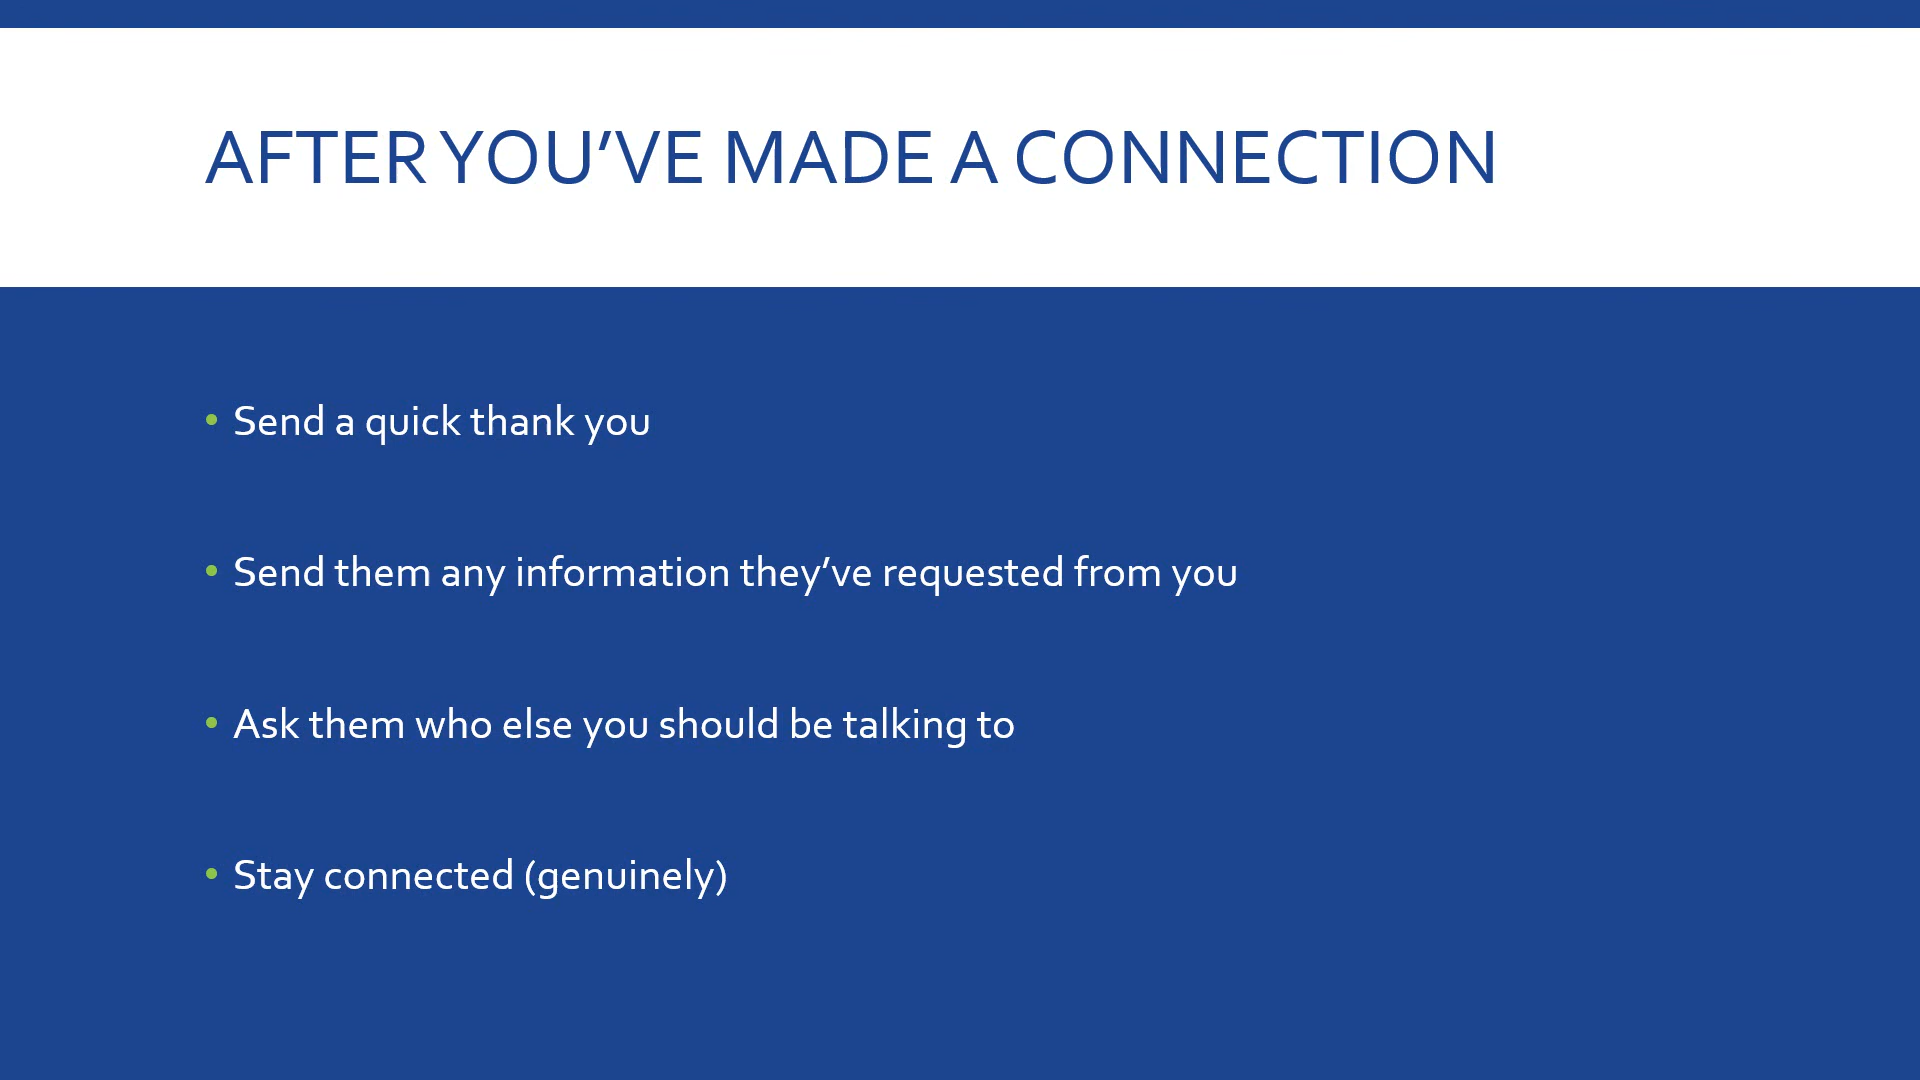 AFTER YOU’VE MADE A CONNECTION
• Send a quick thank you
• Send them any information they’ve requested from you
• Ask them who else you should be talking to
• Stay connected (genuinely)